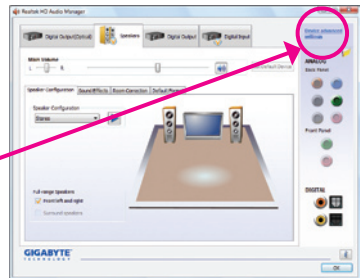 Realtek HD Audio Manager
Digital Output(Optical)
Speakers
Digital Output
Digital Input
Device advanced
settings
Main Volume
L
R
Set Default Device
ANALOG
Back Panel
Speaker Configuration
Sound Effects
Room Correction
Default Format
Speaker Configuration
Stereo
Front Panel
Full-range Speakers
Front left and right
Surround speakers
DIGITAL
GIGABYTE
TECHNOLOGY
OK